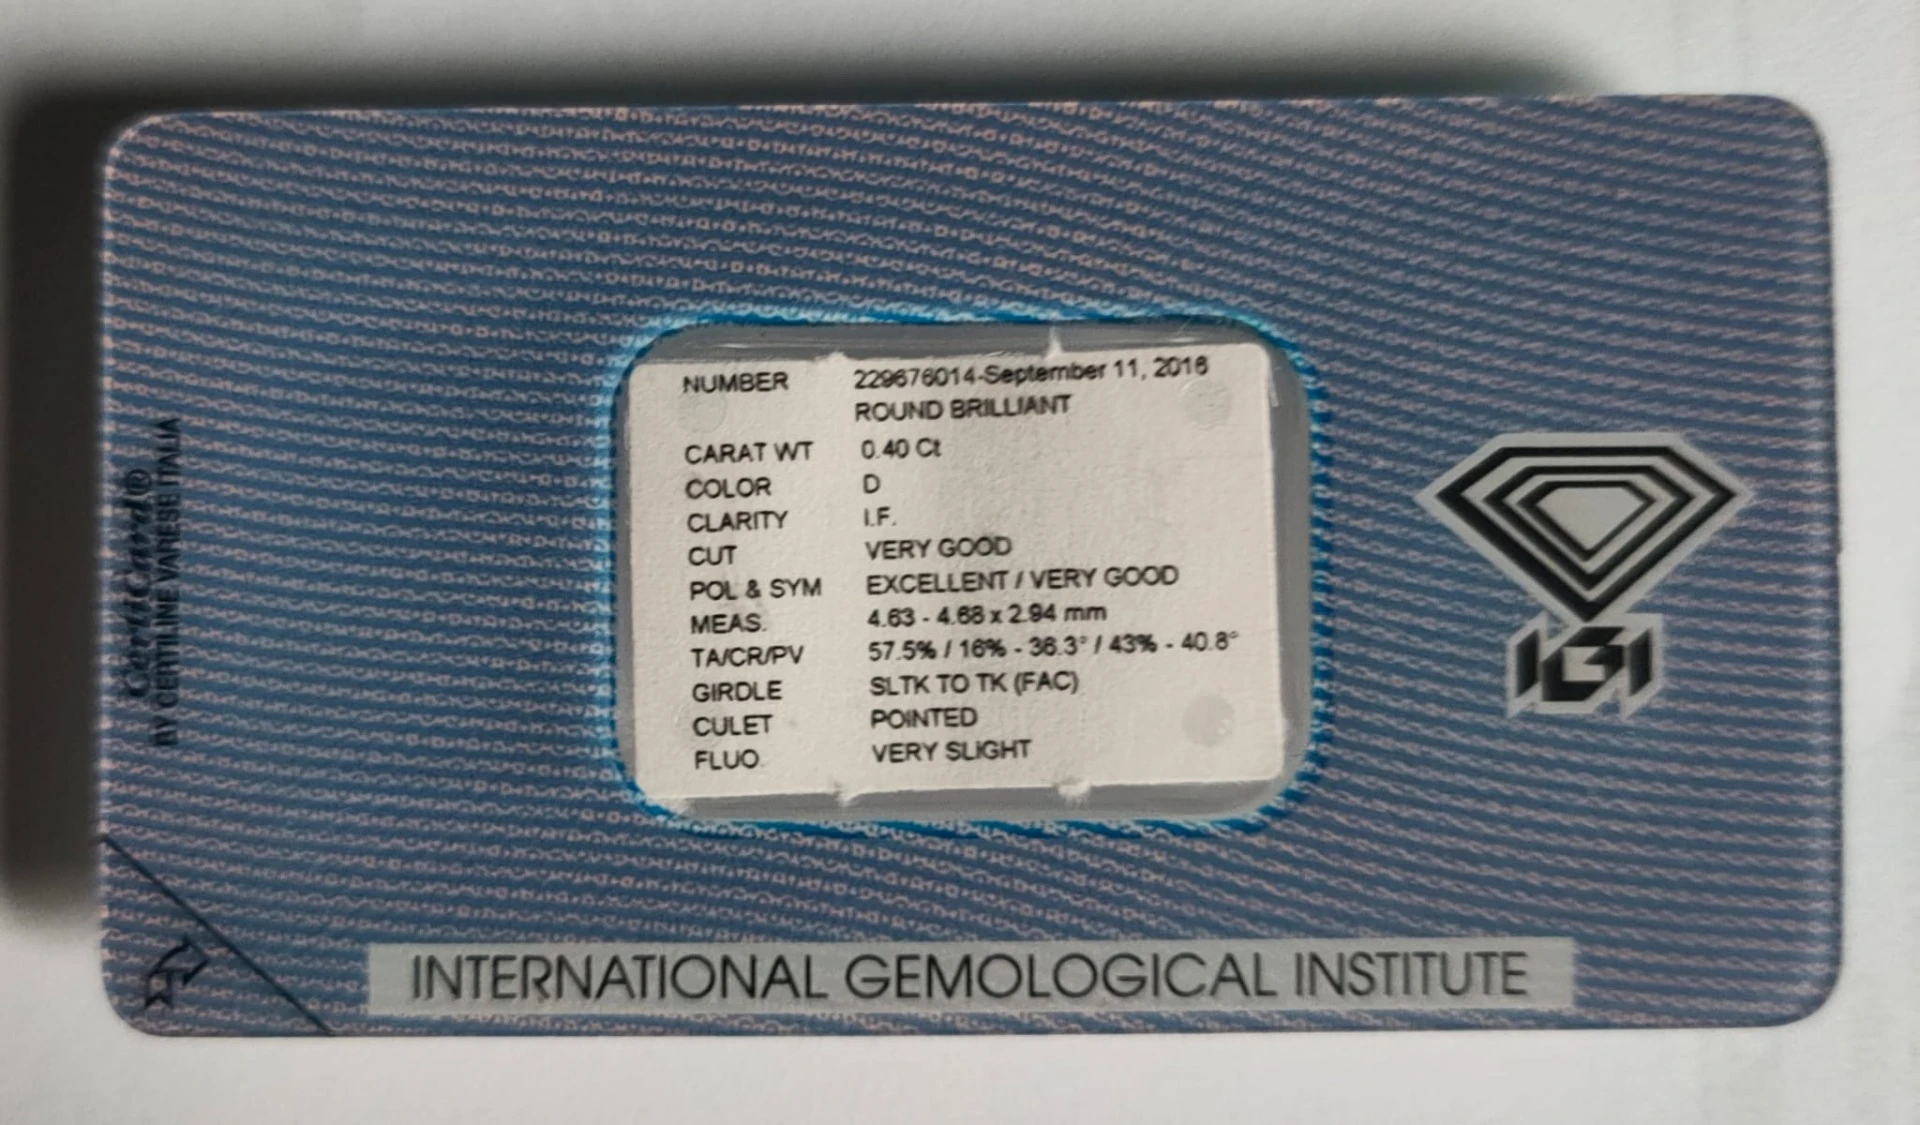 NUMBER 229676014-September 11, 2016
ROUND BRILLIANT
CARAT WT 0.40 Ct
COLOR D
CLARITY I.F.
CUT VERY GOOD
POL & SYM EXCELLENT / VERY GOOD
MEAS. 4.63 - 4.68 x 2.94 mm
TA/CR/PV 57.5% / 16% - 36.3° / 43% - 40.8°
GIRDLE SLTK TO TK (FAC)
CULET POINTED
FLUO. VERY SLIGHT
CertiCard®
BY CERTILINE VARESE ITALIA
IGI
INTERNATIONAL GEMOLOGICAL INSTITUTE